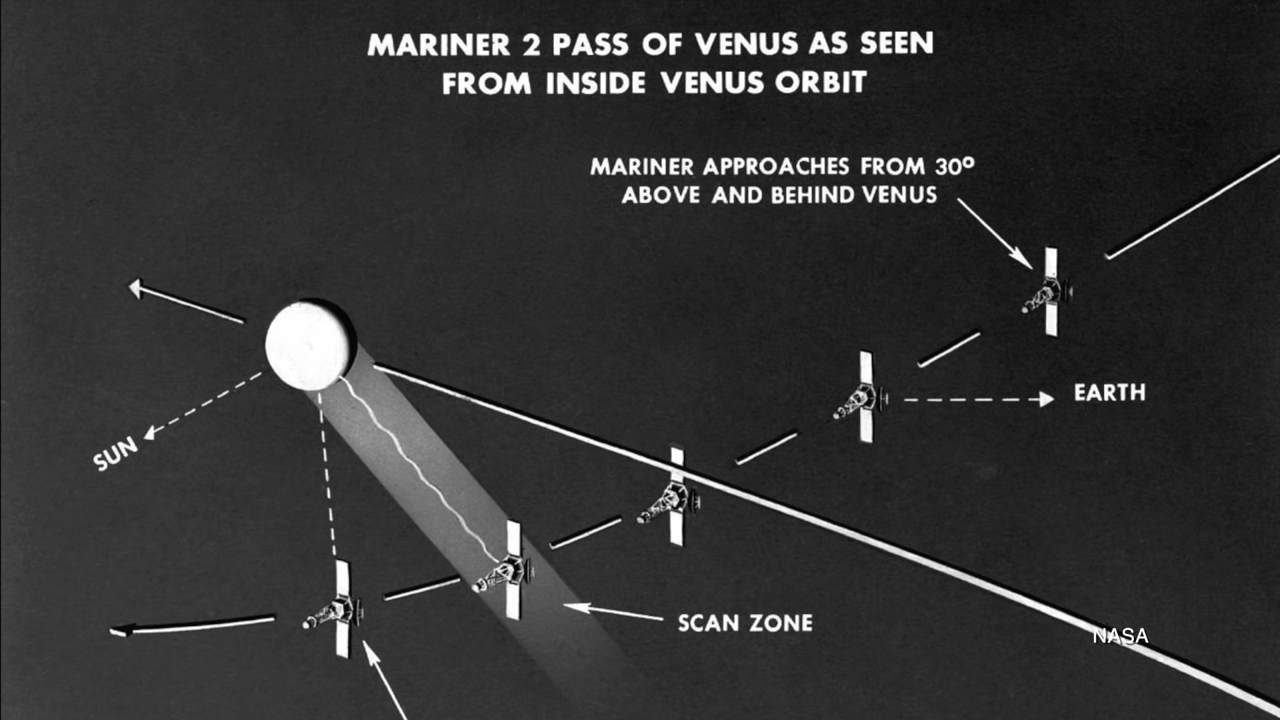 MARINER 2 PASS OF VENUS AS SEEN
FROM INSIDE VENUS ORBIT
MARINER APPROACHES FROM 30º
ABOVE AND BEHIND VENUS
EARTH
SUN
SCAN ZONE
NASA